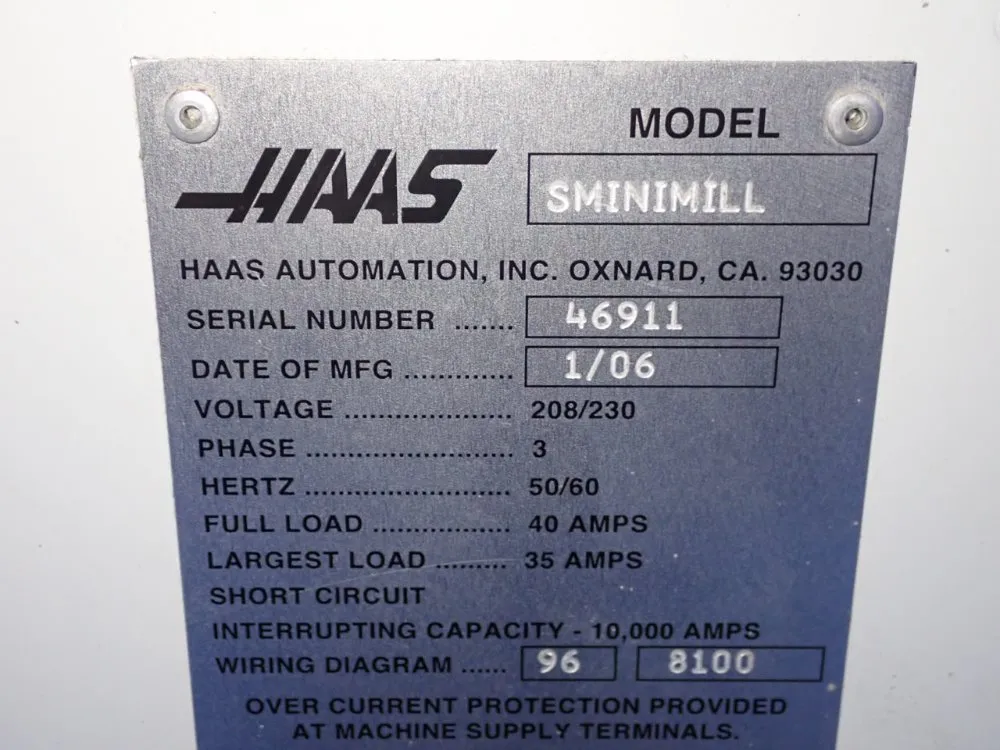 MODEL
HAAS SMINIMILL
HAAS AUTOMATION, INC. OXNARD, CA. 93030
SERIAL NUMBER ....... 46911
DATE OF MFG ............. 1/06
VOLTAGE .................... 208/230
PHASE ......................... 3
HERTZ ......................... 50/60
FULL LOAD ................. 40 AMPS
LARGEST LOAD ......... 35 AMPS
SHORT CIRCUIT
INTERRUPTING CAPACITY - 10,000 AMPS
WIRING DIAGRAM ...... 96 8100
OVER CURRENT PROTECTION PROVIDED
AT MACHINE SUPPLY TERMINALS.